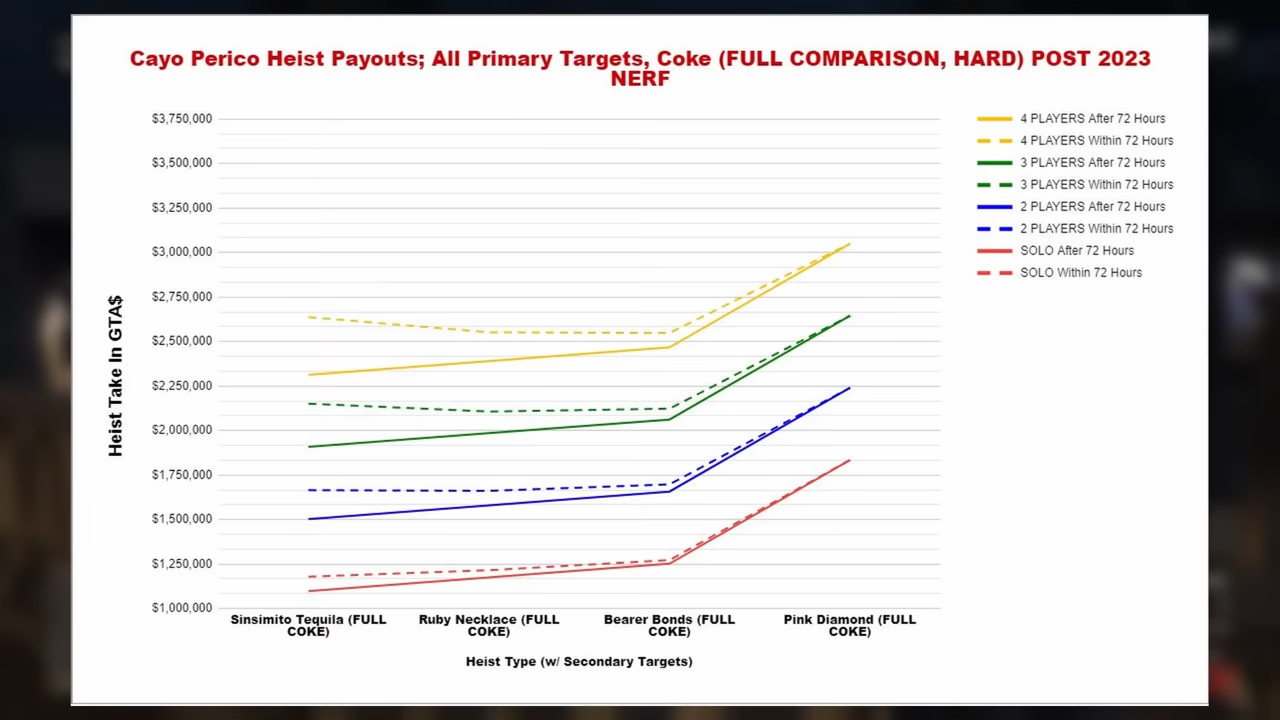 Cayo Perico Heist Payouts; All Primary Targets, Coke (FULL COMPARISON, HARD) POST 2023
NERF
$3,750,000
$3,500,000
$3,250,000
$3,000,000
$2,750,000
$2,500,000
$2,250,000
$2,000,000
$1,750,000
$1,500,000
$1,250,000
$1,000,000
Heist Take In GTA$
4 PLAYERS After 72 Hours
4 PLAYERS Within 72 Hours
3 PLAYERS After 72 Hours
3 PLAYERS Within 72 Hours
2 PLAYERS After 72 Hours
2 PLAYERS Within 72 Hours
SOLO After 72 Hours
SOLO Within 72 Hours
Sinsimito Tequila (FULL
COKE)
Ruby Necklace (FULL
COKE)
Bearer Bonds (FULL
COKE)
Pink Diamond (FULL
COKE)
Heist Type (w/ Secondary Targets)